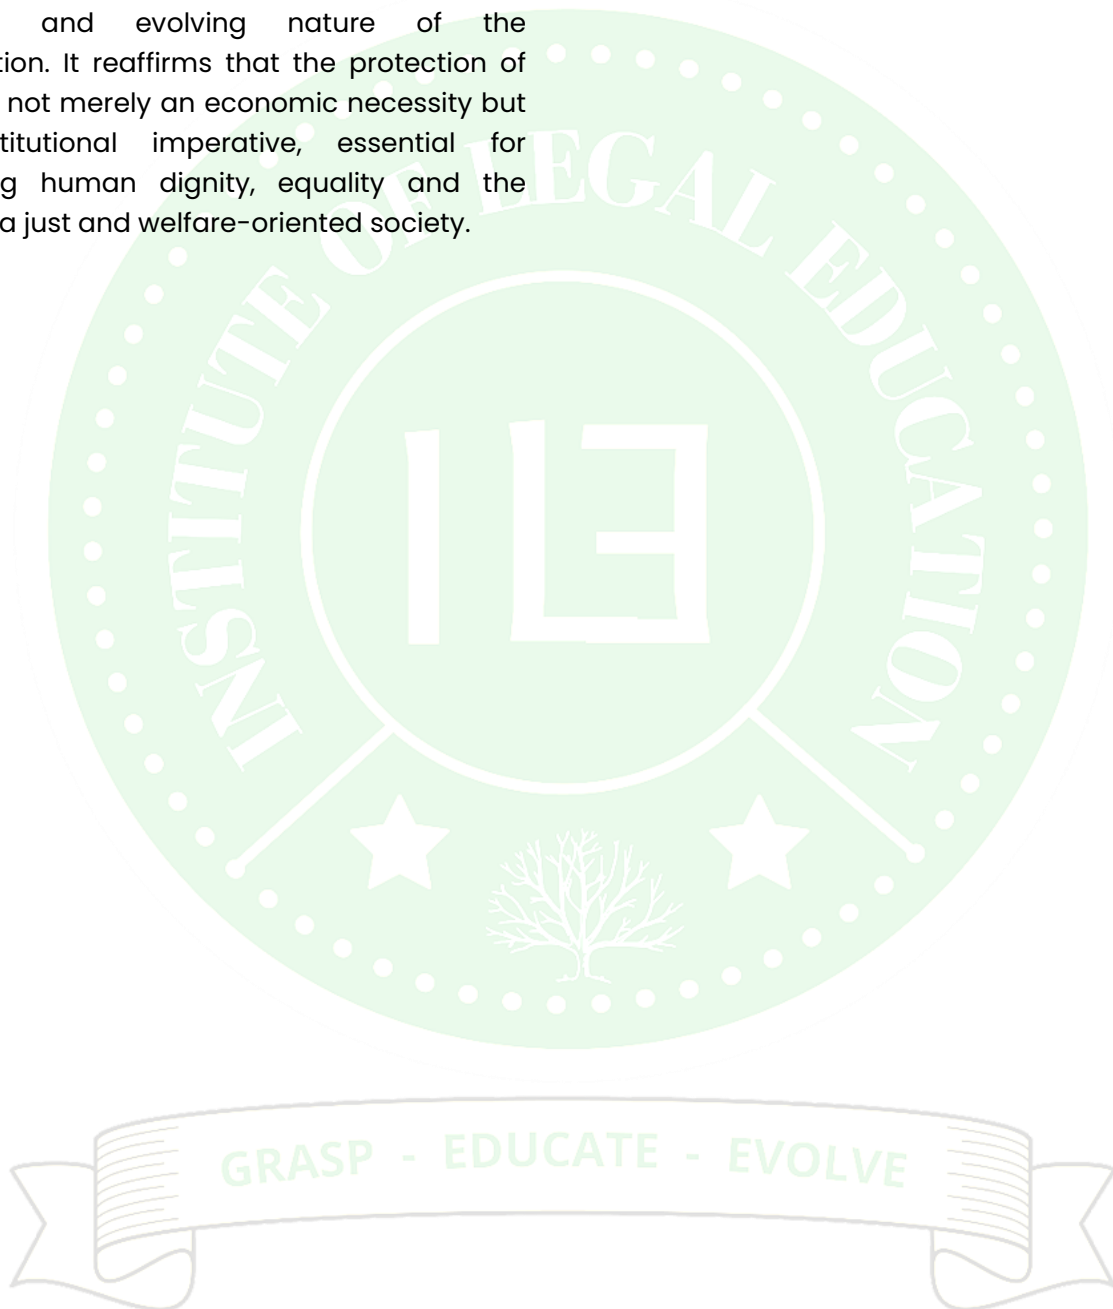 and evolving nature of the
tion. It reaffirms that the protection of
not merely an economic necessity but
titutional imperative, essential for
g human dignity, equality and the
a just and welfare-oriented society.
INSTITUTE OF LEGAL EDUCATION
ILE
GRASP - EDUCATE - EVOLVE